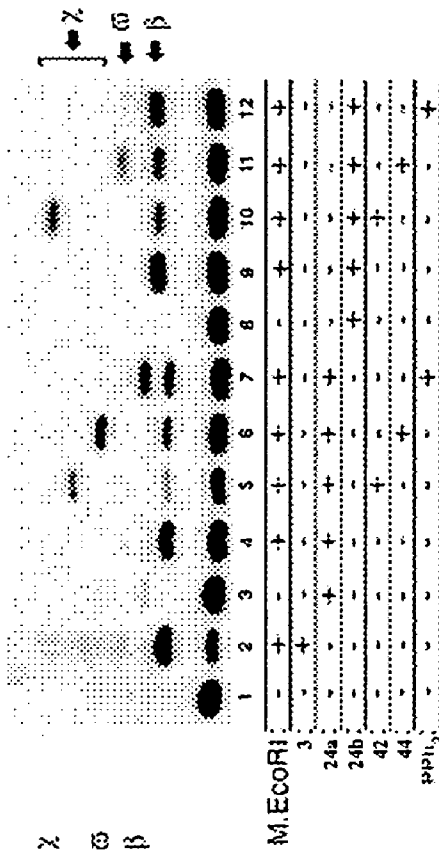 χ
ω
β
χ
ω
β
1 2 3 4 5 6 7 8 9 10 11 12
M.EcoRI - + - + + + + - + + + +
3 - + - - - - - - - - - -
24a - - + + + + + - - - - -
24b - - - - - - - + + + + +
42 - - - - + - - - - + - -
44 - - - - - + - - - - + -
- - - - - - + - - - - +